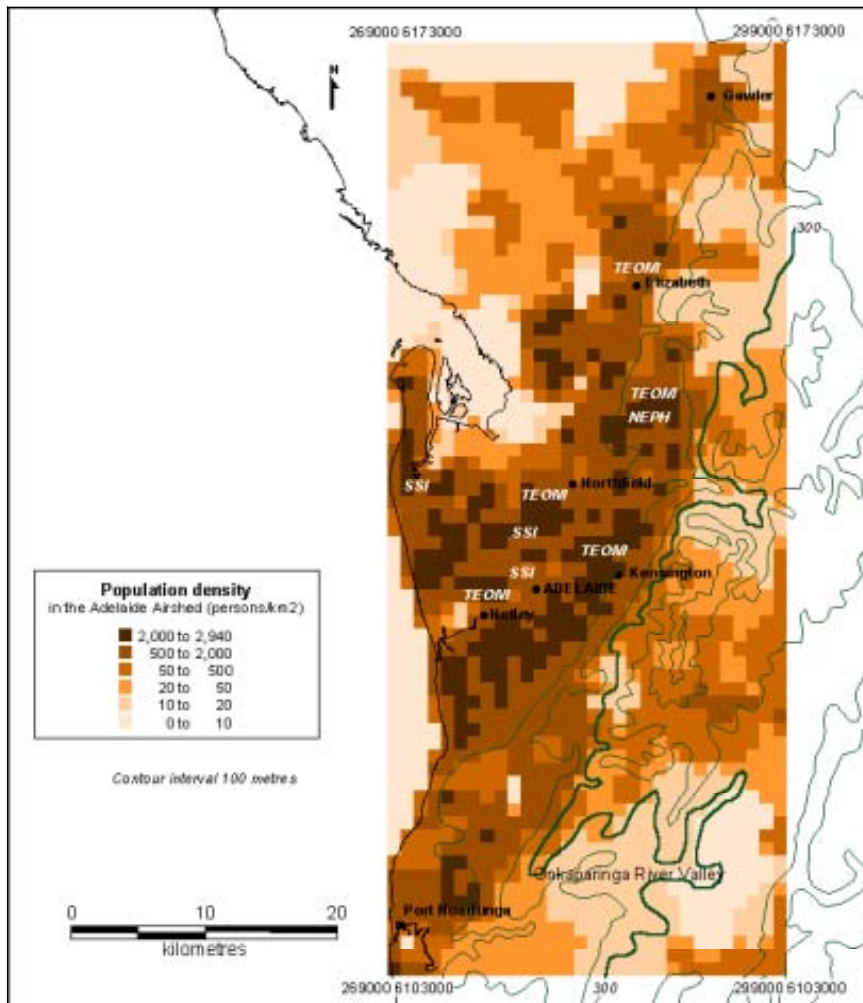 269000 6173000
299000 6173000
N
Gawler
300
TEOM
Elizabeth
TEOM
NEPH
SSI
TEOM
Northfield
SSI
TEOM
SSI
Kensington
ADELAIDE
TEOM
Netley
Population density
in the Adelaide Airshed (persons/km2)
2,000 to 2,940
500 to 2,000
50 to 500
20 to 50
10 to 20
0 to 10
Contour interval 100 metres
Onkaparinga River Valley
0 10 20
kilometres
Port Noarlunga
269000 6103000
300
299000 6103000